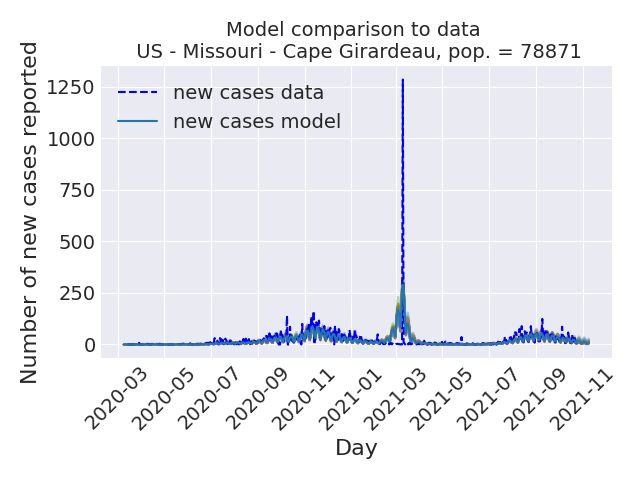 Model comparison to data
US - Missouri - Cape Girardeau, pop. = 78871
Number of new cases reported
1250
1000
750
500
250
0
new cases data
new cases model
2020-03
2020-05
2020-07
2020-09
2020-11
2021-01
2021-03
2021-05
2021-07
2021-09
2021-11
Day